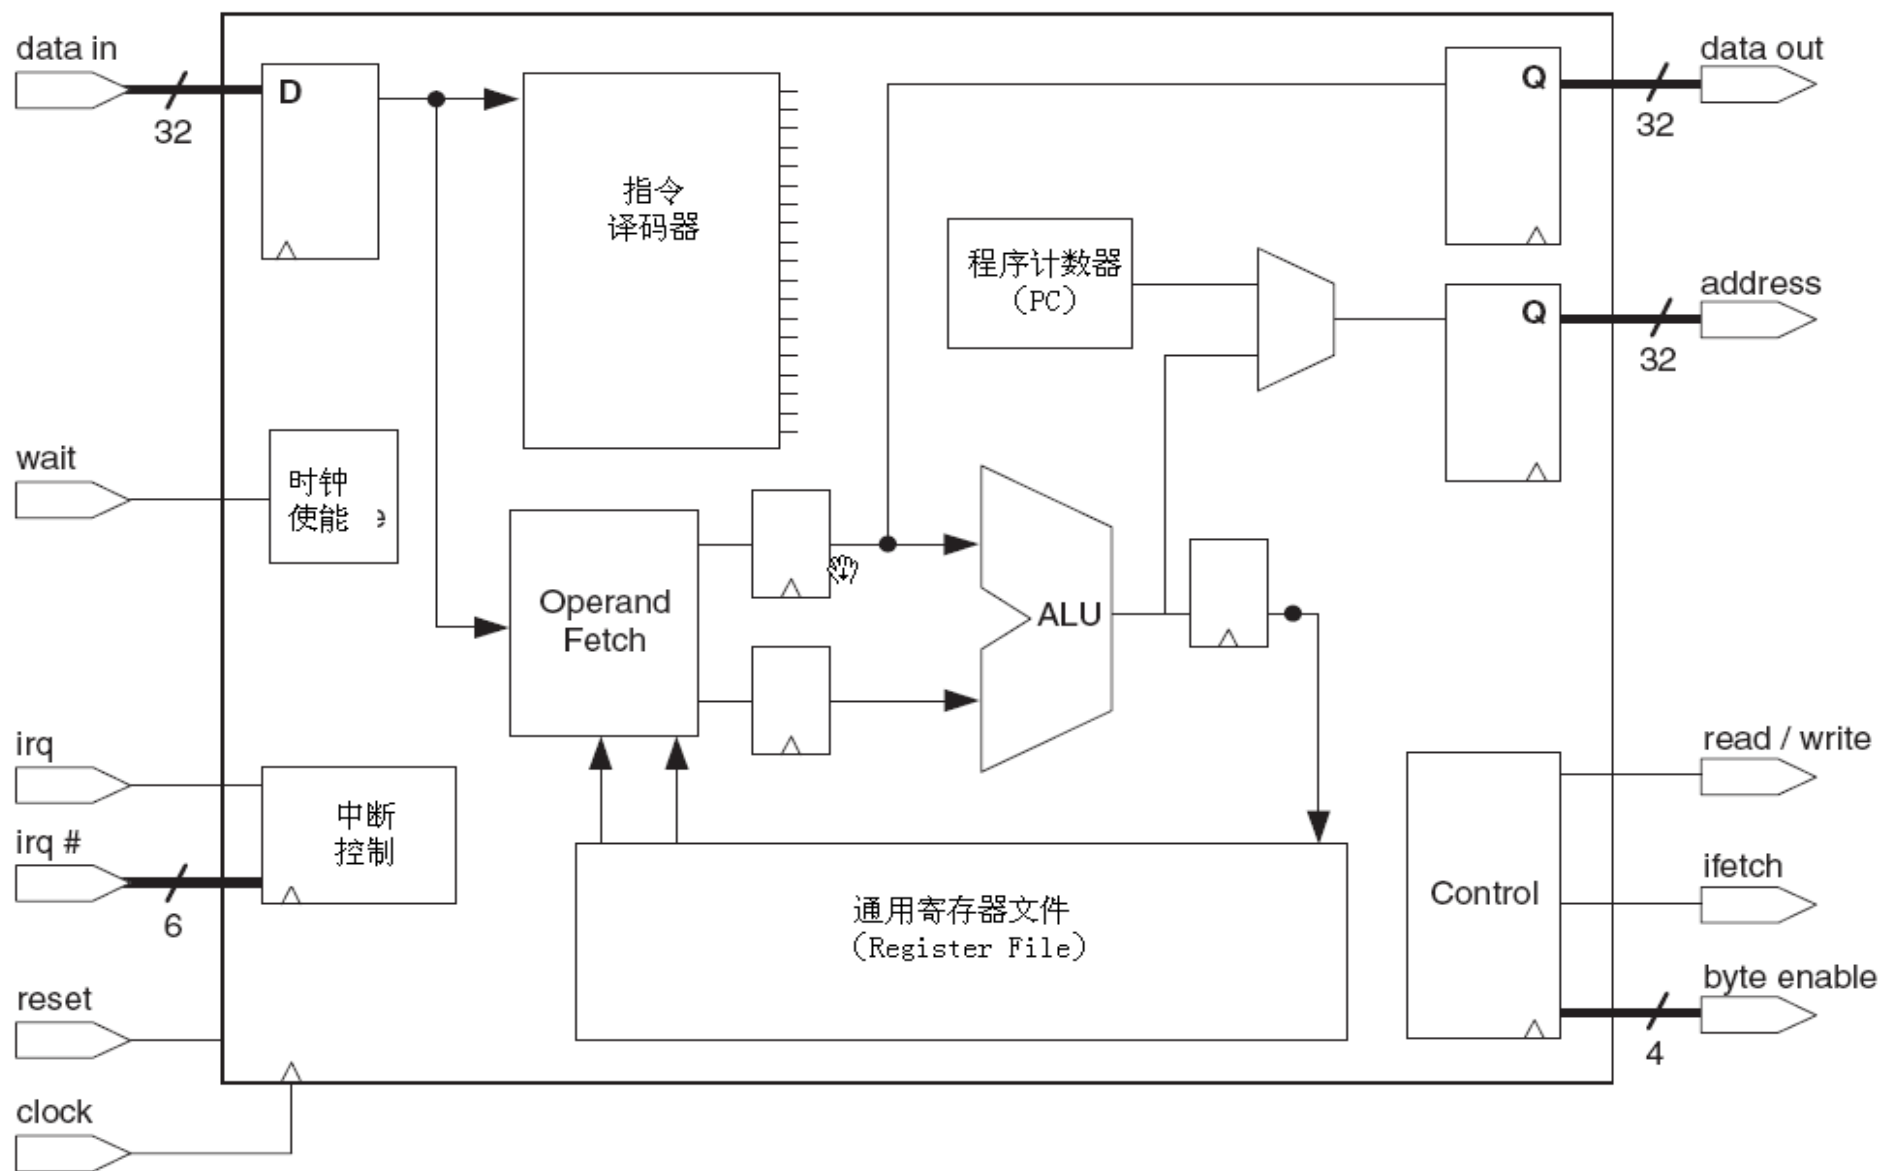 data in
32
D
指令
译码器
Q
data out
32
程序计数器
(PC)
Q
address
32
wait
时钟
使能 e
Operand
Fetch
ALU
irq
irq #
6
中断
控制
通用寄存器文件
(Register File)
Control
read / write
ifetch
byte enable
4
reset
clock